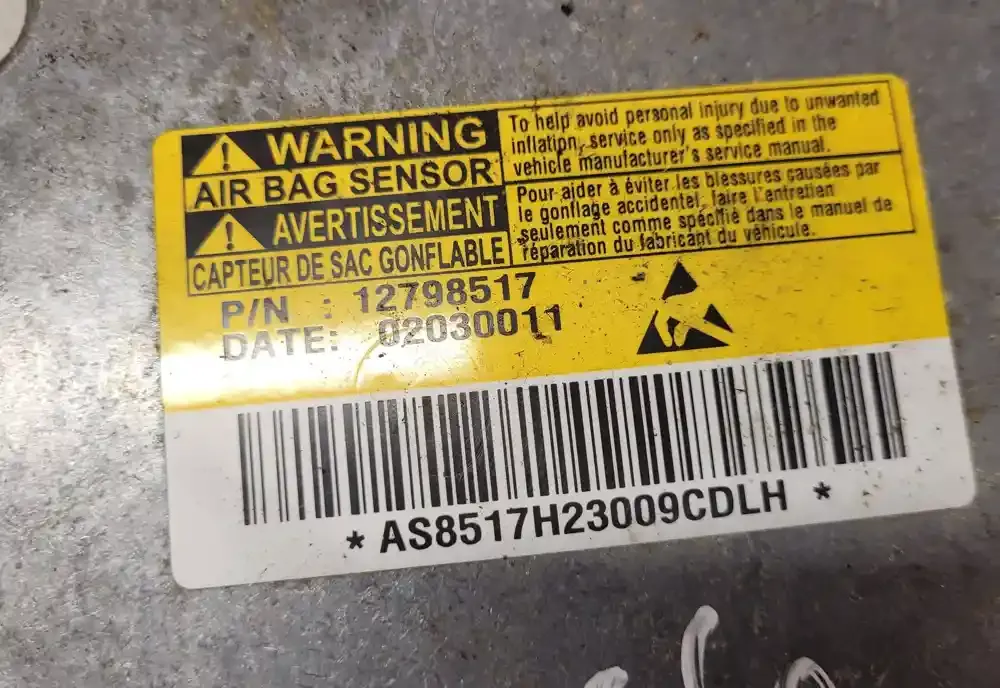 WARNING
AIR BAG SENSOR
AVERTISSEMENT
CAPTEUR DE SAC GONFLABLE
To help avoid personal injury due to unwanted
inflation, service only as specified in the
vehicle manufacturer's service manual.
Pour aider à éviter les blessures causées par
le gonflage accidentel, faire l'entretien
seulement comme spécifié dans le manuel de
réparation du fabricant du véhicule.
P/N : 12798517
DATE: 02030011
* AS8517H23009CDLH *